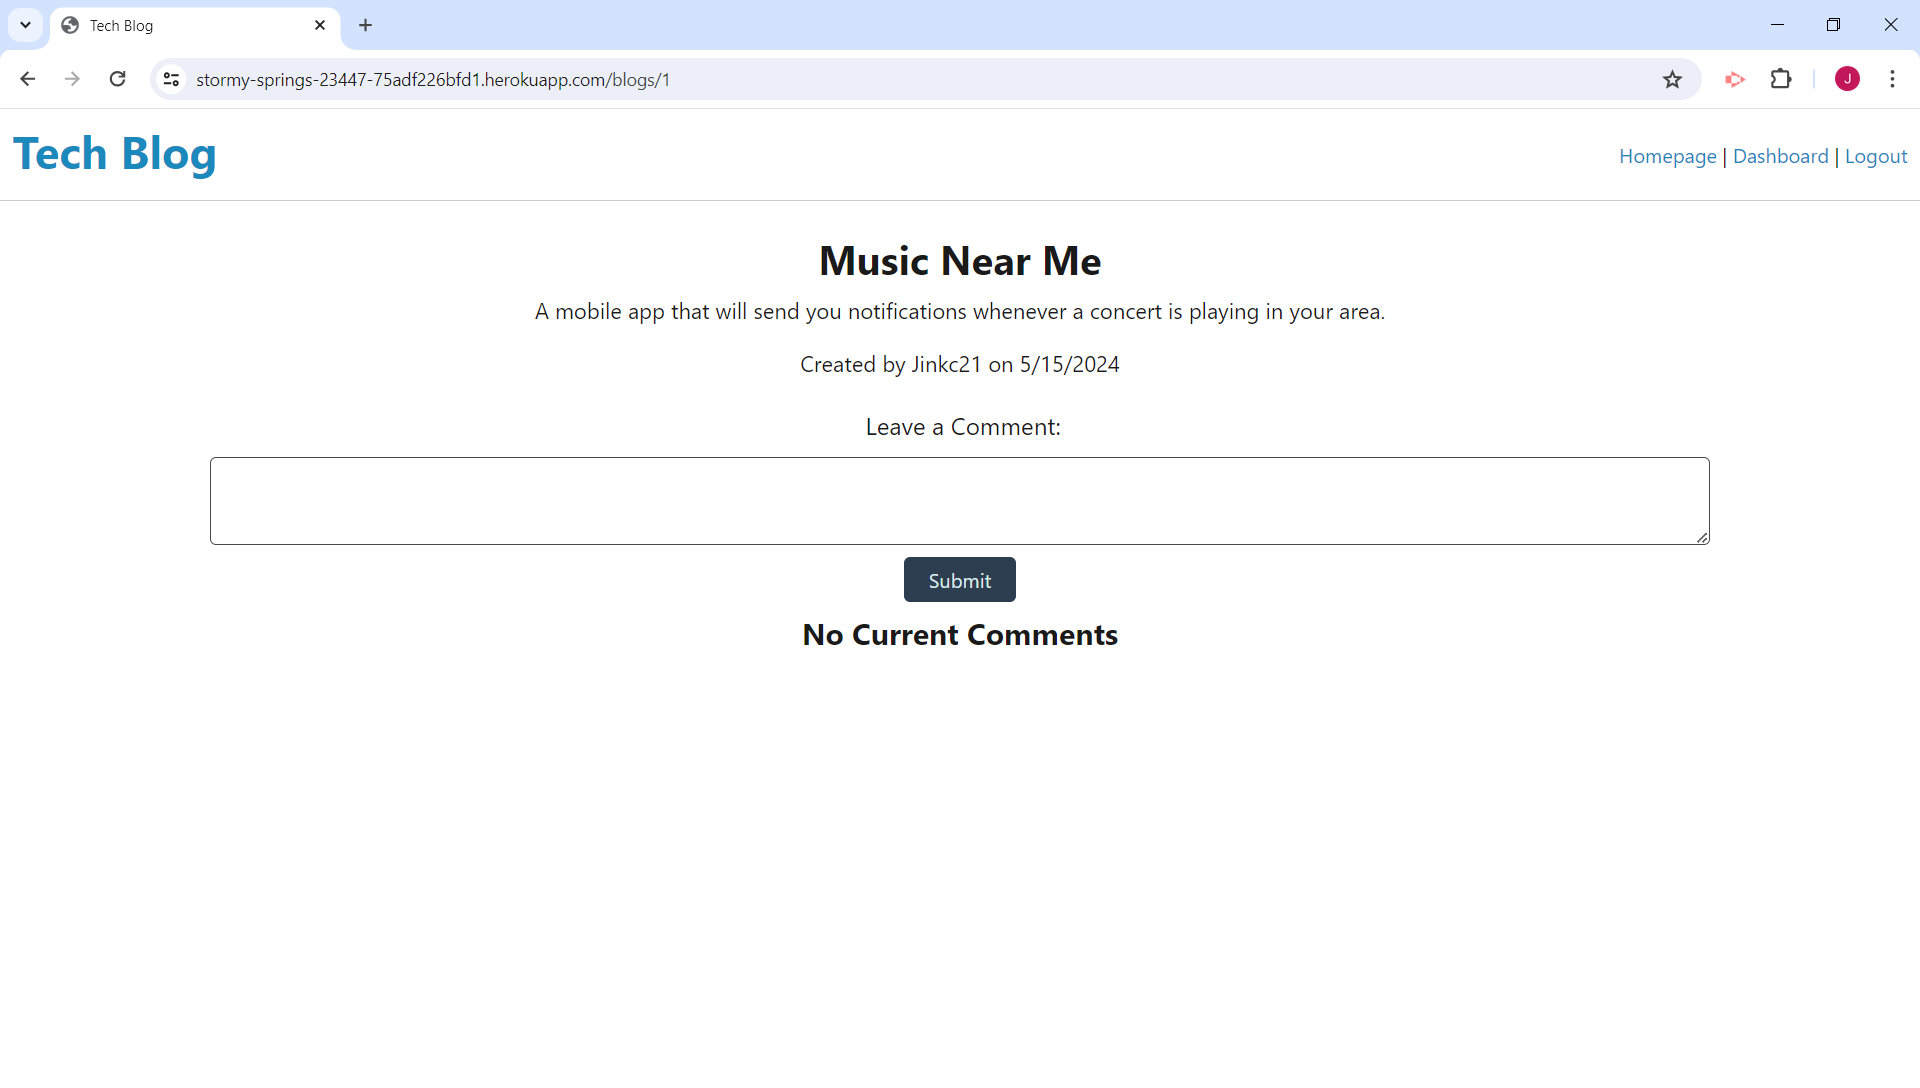 Tech Blog
stormy-springs-23447-75adf226bfd1.herokuapp.com/blogs/1
J
Tech Blog
Homepage | Dashboard | Logout
Music Near Me
A mobile app that will send you notifications whenever a concert is playing in your area.
Created by Jinkc21 on 5/15/2024
Leave a Comment:
Submit
No Current Comments